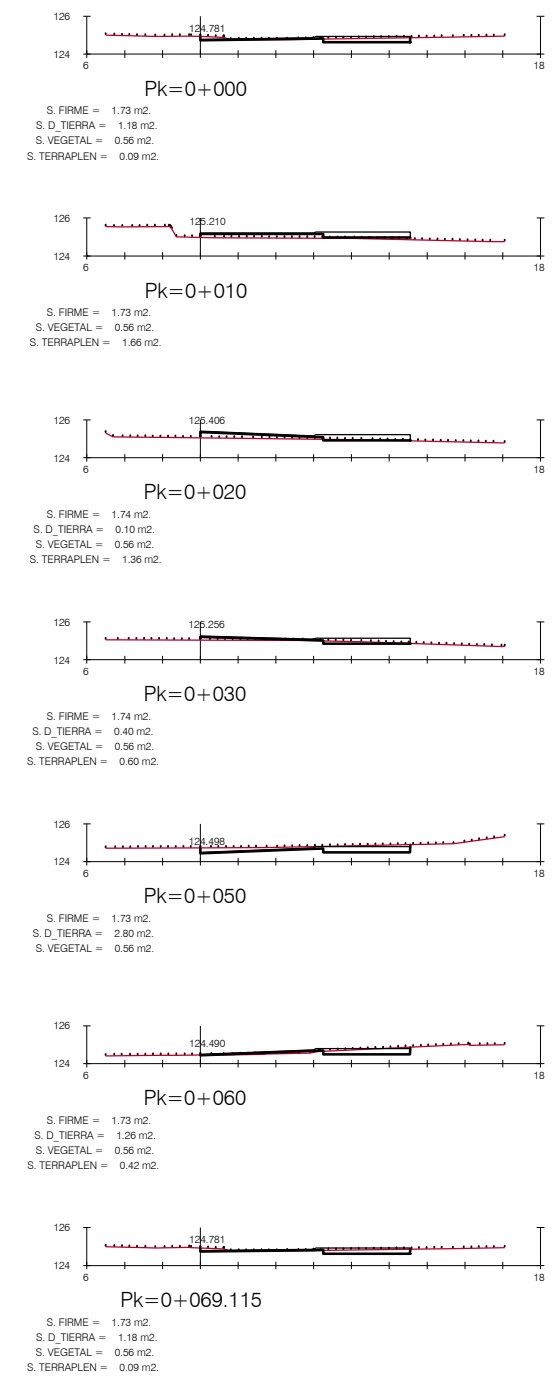 126
124.781
124
6
18
Pk=0+000
S. FIRME = 1.73 m2.
S. D_TIERRA = 1.18 m2.
S. VEGETAL = 0.56 m2.
S. TERRAPLEN = 0.09 m2.
126
125.210
124
6
18
Pk=0+010
S. FIRME = 1.73 m2.
S. VEGETAL = 0.56 m2.
S. TERRAPLEN = 1.66 m2.
126
125.406
124
6
18
Pk=0+020
S. FIRME = 1.74 m2.
S. D_TIERRA = 0.10 m2.
S. VEGETAL = 0.56 m2.
S. TERRAPLEN = 1.36 m2.
126
125.256
124
6
18
Pk=0+030
S. FIRME = 1.74 m2.
S. D_TIERRA = 0.40 m2.
S. VEGETAL = 0.56 m2.
S. TERRAPLEN = 0.60 m2.
126
124.498
124
6
18
Pk=0+050
S. FIRME = 1.73 m2.
S. D_TIERRA = 2.80 m2.
S. VEGETAL = 0.56 m2.
126
124.490
124
6
18
Pk=0+060
S. FIRME = 1.73 m2.
S. D_TIERRA = 1.26 m2.
S. VEGETAL = 0.56 m2.
S. TERRAPLEN = 0.42 m2.
126
124.781
124
6
18
Pk=0+069.115
S. FIRME = 1.73 m2.
S. D_TIERRA = 1.18 m2.
S. VEGETAL = 0.56 m2.
S. TERRAPLEN = 0.09 m2.